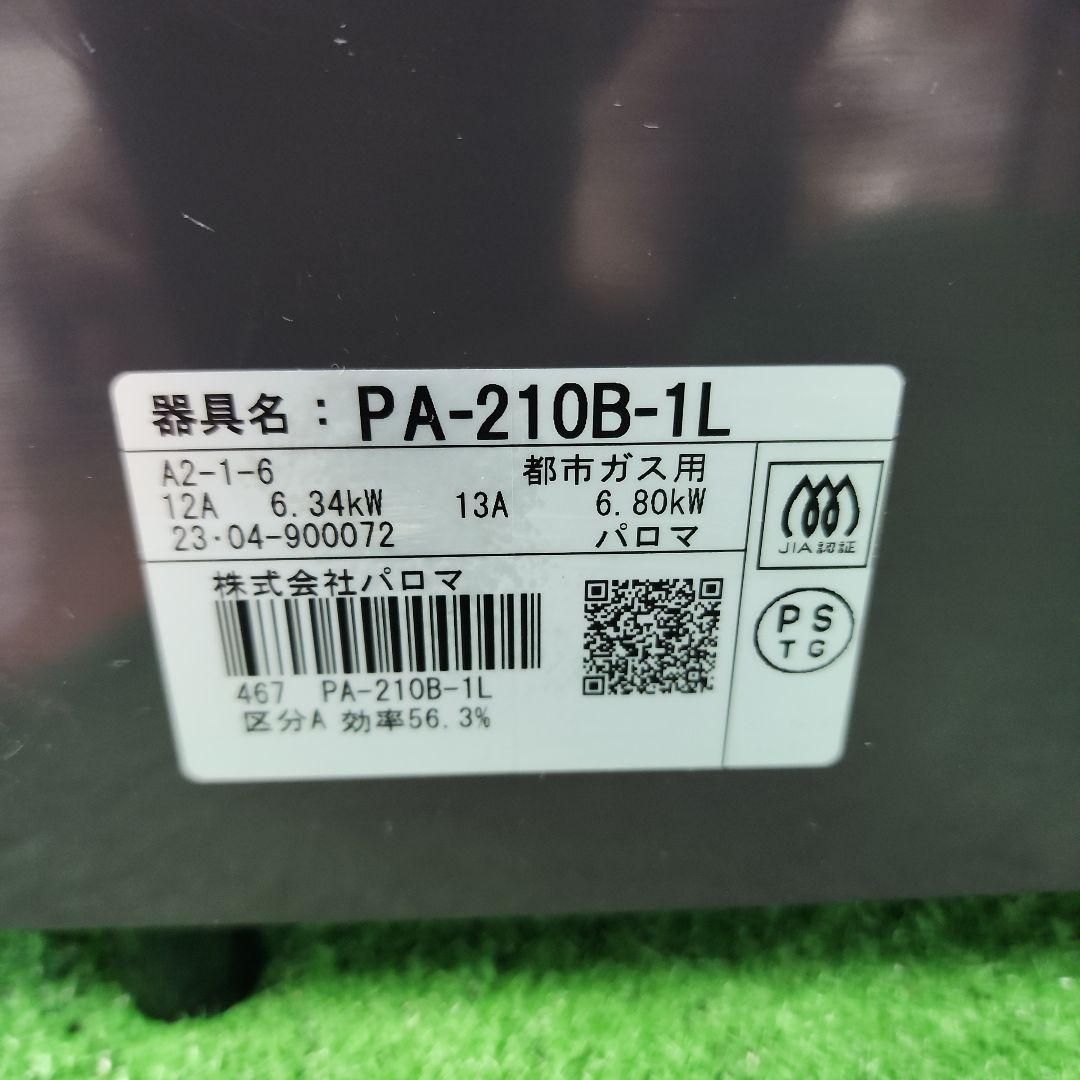 器具名：PA-210B-1L
A2-1-6 都市ガス用
12A 6.34kW 13A 6.80kW
23・04-900072 パロマ
JIA認証
株式会社パロマ
PS
TG
467 PA-210B-1L
区分A 効率56.3%